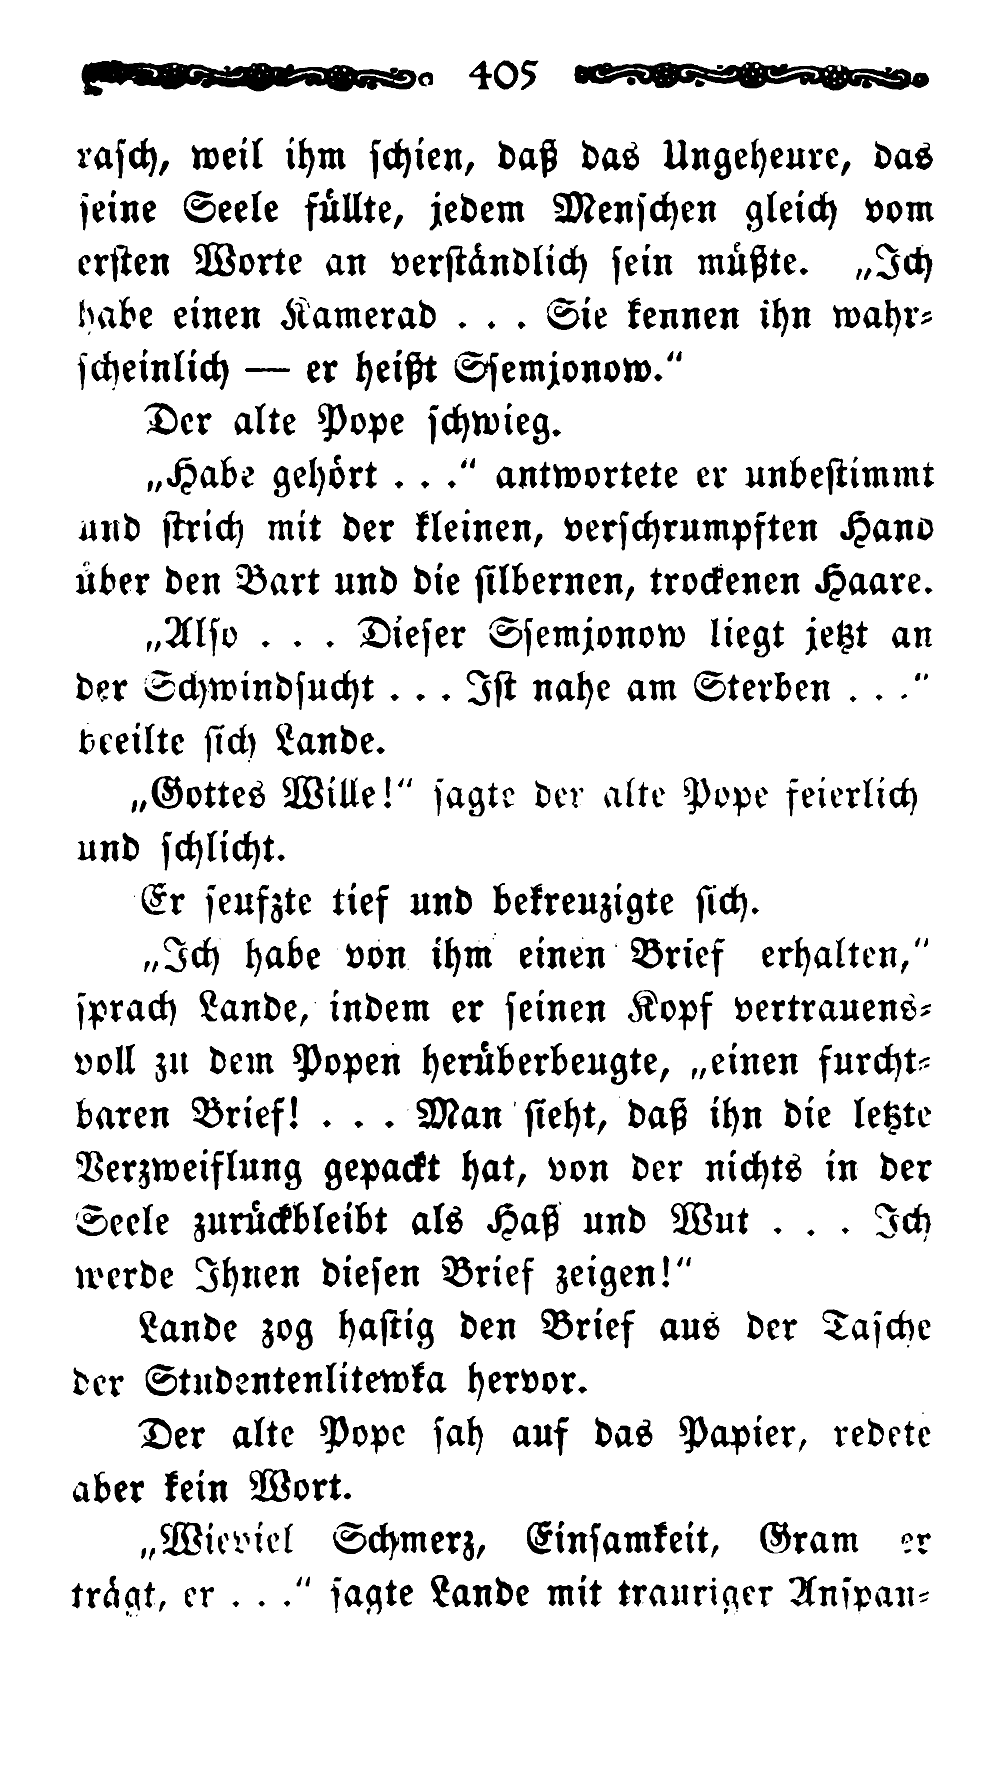 405
raſch, weil ihm ſchien, daß das Ungeheure, das
ſeine Seele füllte, jedem Menſchen gleich vom
erſten Worte an verſtändlich ſein müßte. „Ich
habe einen Kamerad . . . Sie kennen ihn wahr-
ſcheinlich — er heißt Sſemjonow.“
Der alte Pope ſchwieg.
„Habe gehört . . .“ antwortete er unbeſtimmt
und ſtrich mit der kleinen, verſchrumpften Hand
über den Bart und die ſilbernen, trockenen Haare.
„Alſo . . . Dieſer Sſemjonow liegt jetzt an
der Schwindſucht . . . Iſt nahe am Sterben . . .“
beeilte ſich Lande.
„Gottes Wille!“ ſagte der alte Pope feierlich
und ſchlicht.
Er ſeufzte tief und bekreuzigte ſich.
„Ich habe von ihm einen Brief erhalten,“
ſprach Lande, indem er ſeinen Kopf vertrauens-
voll zu dem Popen herüberbeugte, „einen furcht-
baren Brief! . . . Man ſieht, daß ihn die letzte
Verzweiflung gepackt hat, von der nichts in der
Seele zurückbleibt als Haß und Wut . . . Ich
werde Ihnen dieſen Brief zeigen!“
Lande zog haſtig den Brief aus der Taſche
der Studentenlitewka hervor.
Der alte Pope ſah auf das Papier, redete
aber kein Wort.
„Wieviel Schmerz, Einſamkeit, Gram er
trägt, er . . .“ ſagte Lande mit trauriger Anſpan-